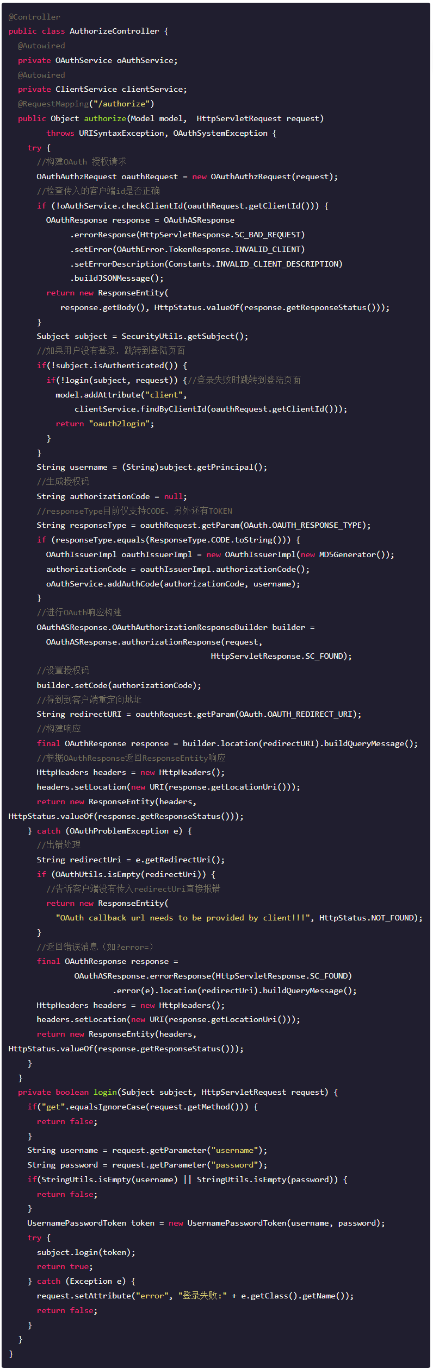 @Controller
public class AuthorizeController {
  @Autowired
  private OAuthService oAuthService;
  @Autowired
  private ClientService clientService;
  @RequestMapping("/authorize")
  public Object authorize(Model model,  HttpServletRequest request)
        throws URISyntaxException, OAuthSystemException {
    try {
      //构建OAuth 授权请求
      OAuthAuthzRequest oauthRequest = new OAuthAuthzRequest(request);
      //检查传入的客户端id是否正确
      if (!oAuthService.checkClientId(oauthRequest.getClientId())) {
        OAuthResponse response = OAuthASResponse
             .errorResponse(HttpServletResponse.SC_BAD_REQUEST)
             .setError(OAuthError.TokenResponse.INVALID_CLIENT)
             .setErrorDescription(Constants.INVALID_CLIENT_DESCRIPTION)
             .buildJSONMessage();
        return new ResponseEntity(
           response.getBody(), HttpStatus.valueOf(response.getResponseStatus()));
      }
      Subject subject = SecurityUtils.getSubject();
      //如果用户没有登录，跳转到登陆页面
      if(!subject.isAuthenticated()) {
        if(!login(subject, request)) {//登录失败时跳转到登陆页面
          model.addAttribute("client",
              clientService.findByClientId(oauthRequest.getClientId()));
          return "oauth2login";
        }
      }
      String username = (String)subject.getPrincipal();
      //生成授权码
      String authorizationCode = null;
      //responseType目前仅支持CODE，另外还有TOKEN
      String responseType = oauthRequest.getParam(OAuth.OAUTH_RESPONSE_TYPE);
      if (responseType.equals(ResponseType.CODE.toString())) {
        OAuthIssuerImpl oauthIssuerImpl = new OAuthIssuerImpl(new MD5Generator());
        authorizationCode = oauthIssuerImpl.authorizationCode();
        oAuthService.addAuthCode(authorizationCode, username);
      }
      //进行OAuth响应构建
      OAuthASResponse.OAuthAuthorizationResponseBuilder builder =
        OAuthASResponse.authorizationResponse(request,
                                           HttpServletResponse.SC_FOUND);
      //设置授权码
      builder.setCode(authorizationCode);
      //得到到客户端重定向地址
      String redirectURI = oauthRequest.getParam(OAuth.OAUTH_REDIRECT_URI);
      //构建响应
      final OAuthResponse response = builder.location(redirectURI).buildQueryMessage();
      //根据OAuthResponse返回ResponseEntity响应
      HttpHeaders headers = new HttpHeaders();
      headers.setLocation(new URI(response.getLocationUri()));
      return new ResponseEntity(headers,
HttpStatus.valueOf(response.getResponseStatus()));
    } catch (OAuthProblemException e) {
      //出错处理
      String redirectUri = e.getRedirectUri();
      if (OAuthUtils.isEmpty(redirectUri)) {
        //告诉客户端没有传入redirectUri直接报错
        return new ResponseEntity(
          "OAuth callback url needs to be provided by client!!!", HttpStatus.NOT_FOUND);
      }
      //返回错误消息（如?error=）
      final OAuthResponse response =
              OAuthASResponse.errorResponse(HttpServletResponse.SC_FOUND)
                      .error(e).location(redirectUri).buildQueryMessage();
      HttpHeaders headers = new HttpHeaders();
      headers.setLocation(new URI(response.getLocationUri()));
      return new ResponseEntity(headers,
HttpStatus.valueOf(response.getResponseStatus()));
    }
  }
  private boolean login(Subject subject, HttpServletRequest request) {
    if("get".equalsIgnoreCase(request.getMethod())) {
      return false;
    }
    String username = request.getParameter("username");
    String password = request.getParameter("password");
    if(StringUtils.isEmpty(username) || StringUtils.isEmpty(password)) {
      return false;
    }
    UsernamePasswordToken token = new UsernamePasswordToken(username, password);
    try {
      subject.login(token);
      return true;
    } catch (Exception e) {
      request.setAttribute("error", "登录失败:" + e.getClass().getName());
      return false;
    }
  }
}